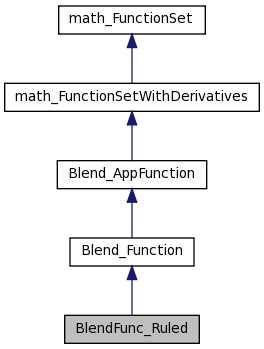 math_FunctionSet
math_FunctionSetWithDerivatives
Blend_AppFunction
Blend_Function
BlendFunc_Ruled